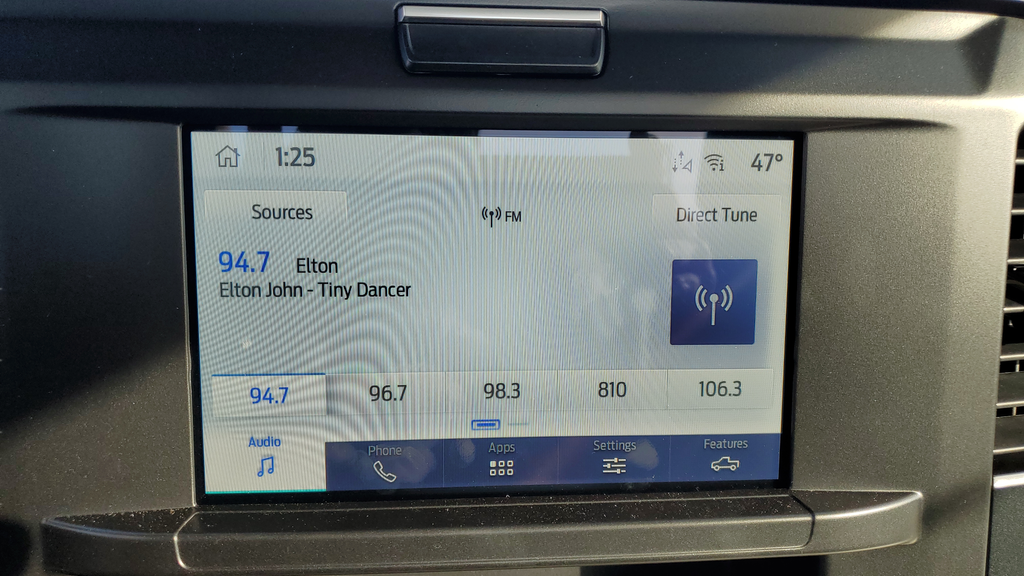 1:25 47°
Sources FM Direct Tune
94.7 Elton
Elton John - Tiny Dancer
94.7 96.7 98.3 810 106.3
Audio Phone Apps Settings Features